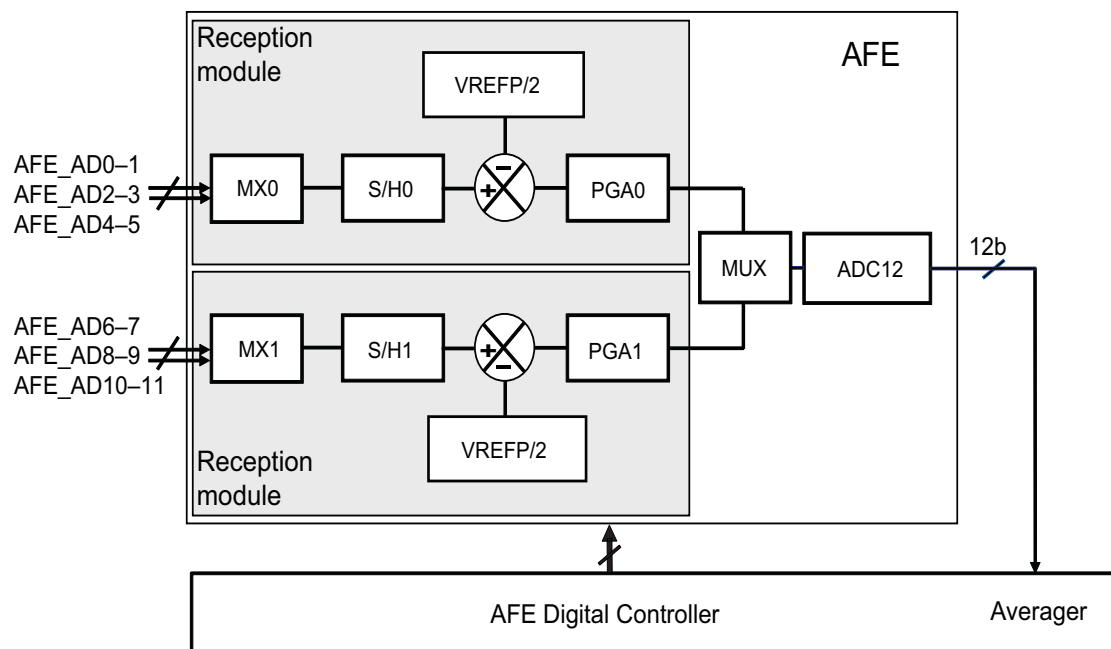 Reception
module
AFE
VREFP/2
AFE_AD0–1
AFE_AD2–3
AFE_AD4–5
MX0
S/H0
–
+
PGA0
MUX
ADC12
12b
AFE_AD6–7
AFE_AD8–9
AFE_AD10–11
MX1
S/H1
+
–
PGA1
VREFP/2
Reception
module
AFE Digital Controller
Averager